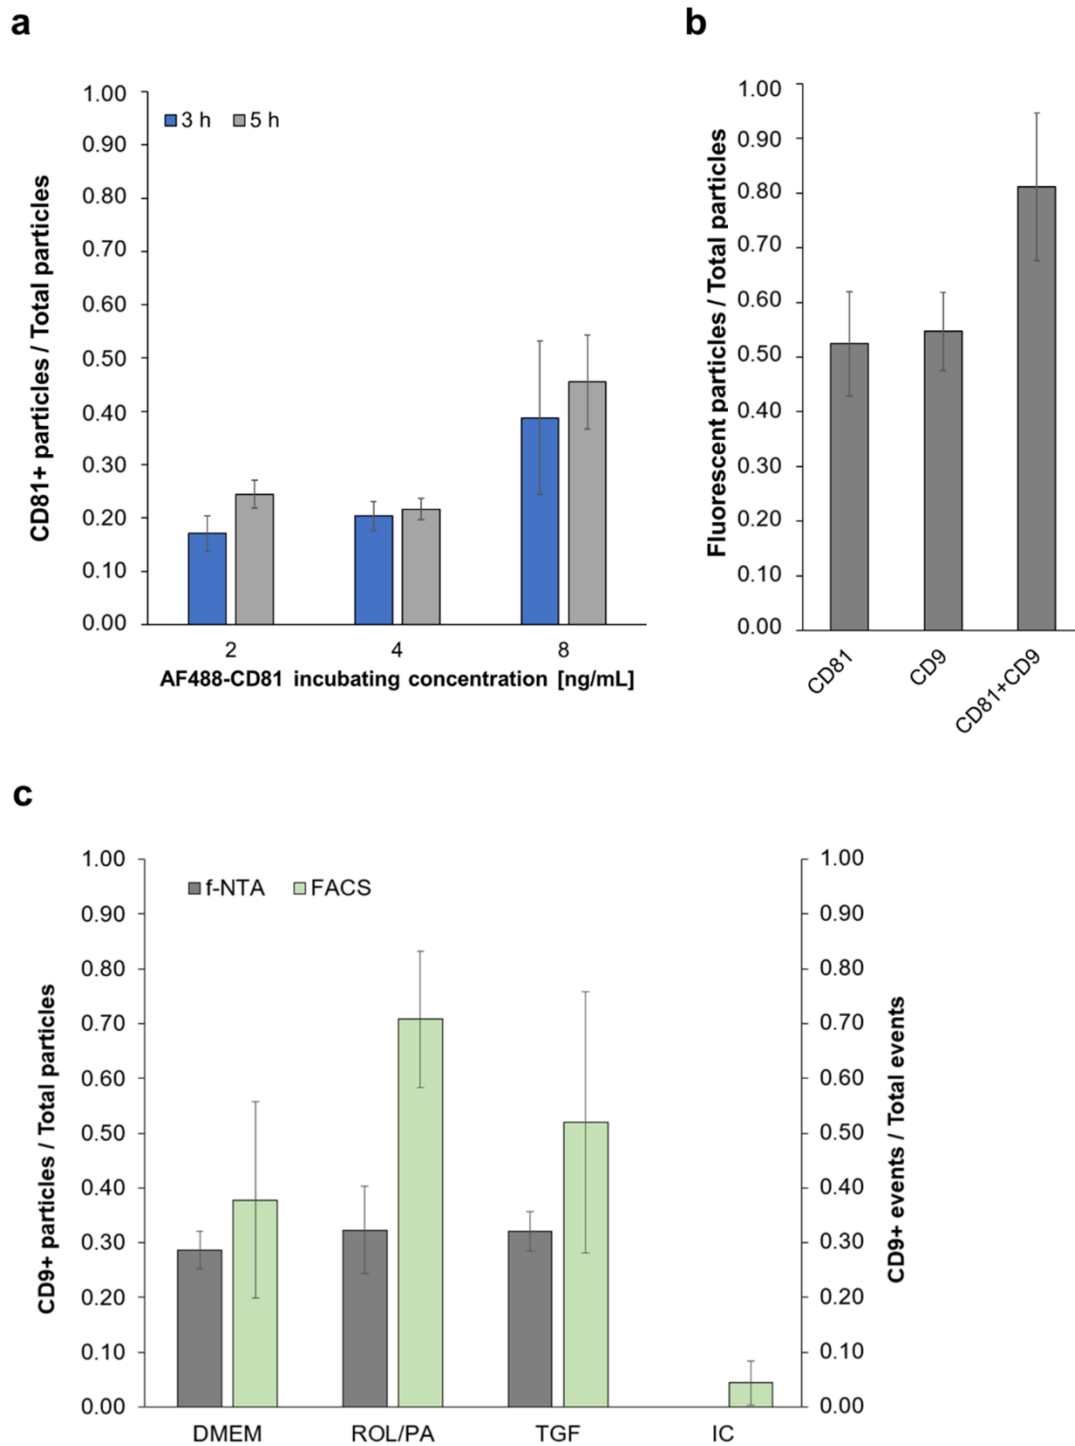 a
CD81+ particles / Total particles
1.00
0.90
0.80
0.70
0.60
0.50
0.40
0.30
0.20
0.10
0.00
3 h 5 h
2 4 8
AF488-CD81 incubating concentration [ng/mL]
b
Fluorescent particles / Total particles
1.00
0.90
0.80
0.70
0.60
0.50
0.40
0.30
0.20
0.10
0.00
CD81
CD9
CD81+CD9
c
CD9+ particles / Total particles
1.00
0.90
0.80
0.70
0.60
0.50
0.40
0.30
0.20
0.10
0.00
f-NTA FACS
DMEM ROL/PA TGF IC
1.00
0.90
0.80
0.70
0.60
0.50
0.40
0.30
0.20
0.10
0.00
CD9+ events / Total events